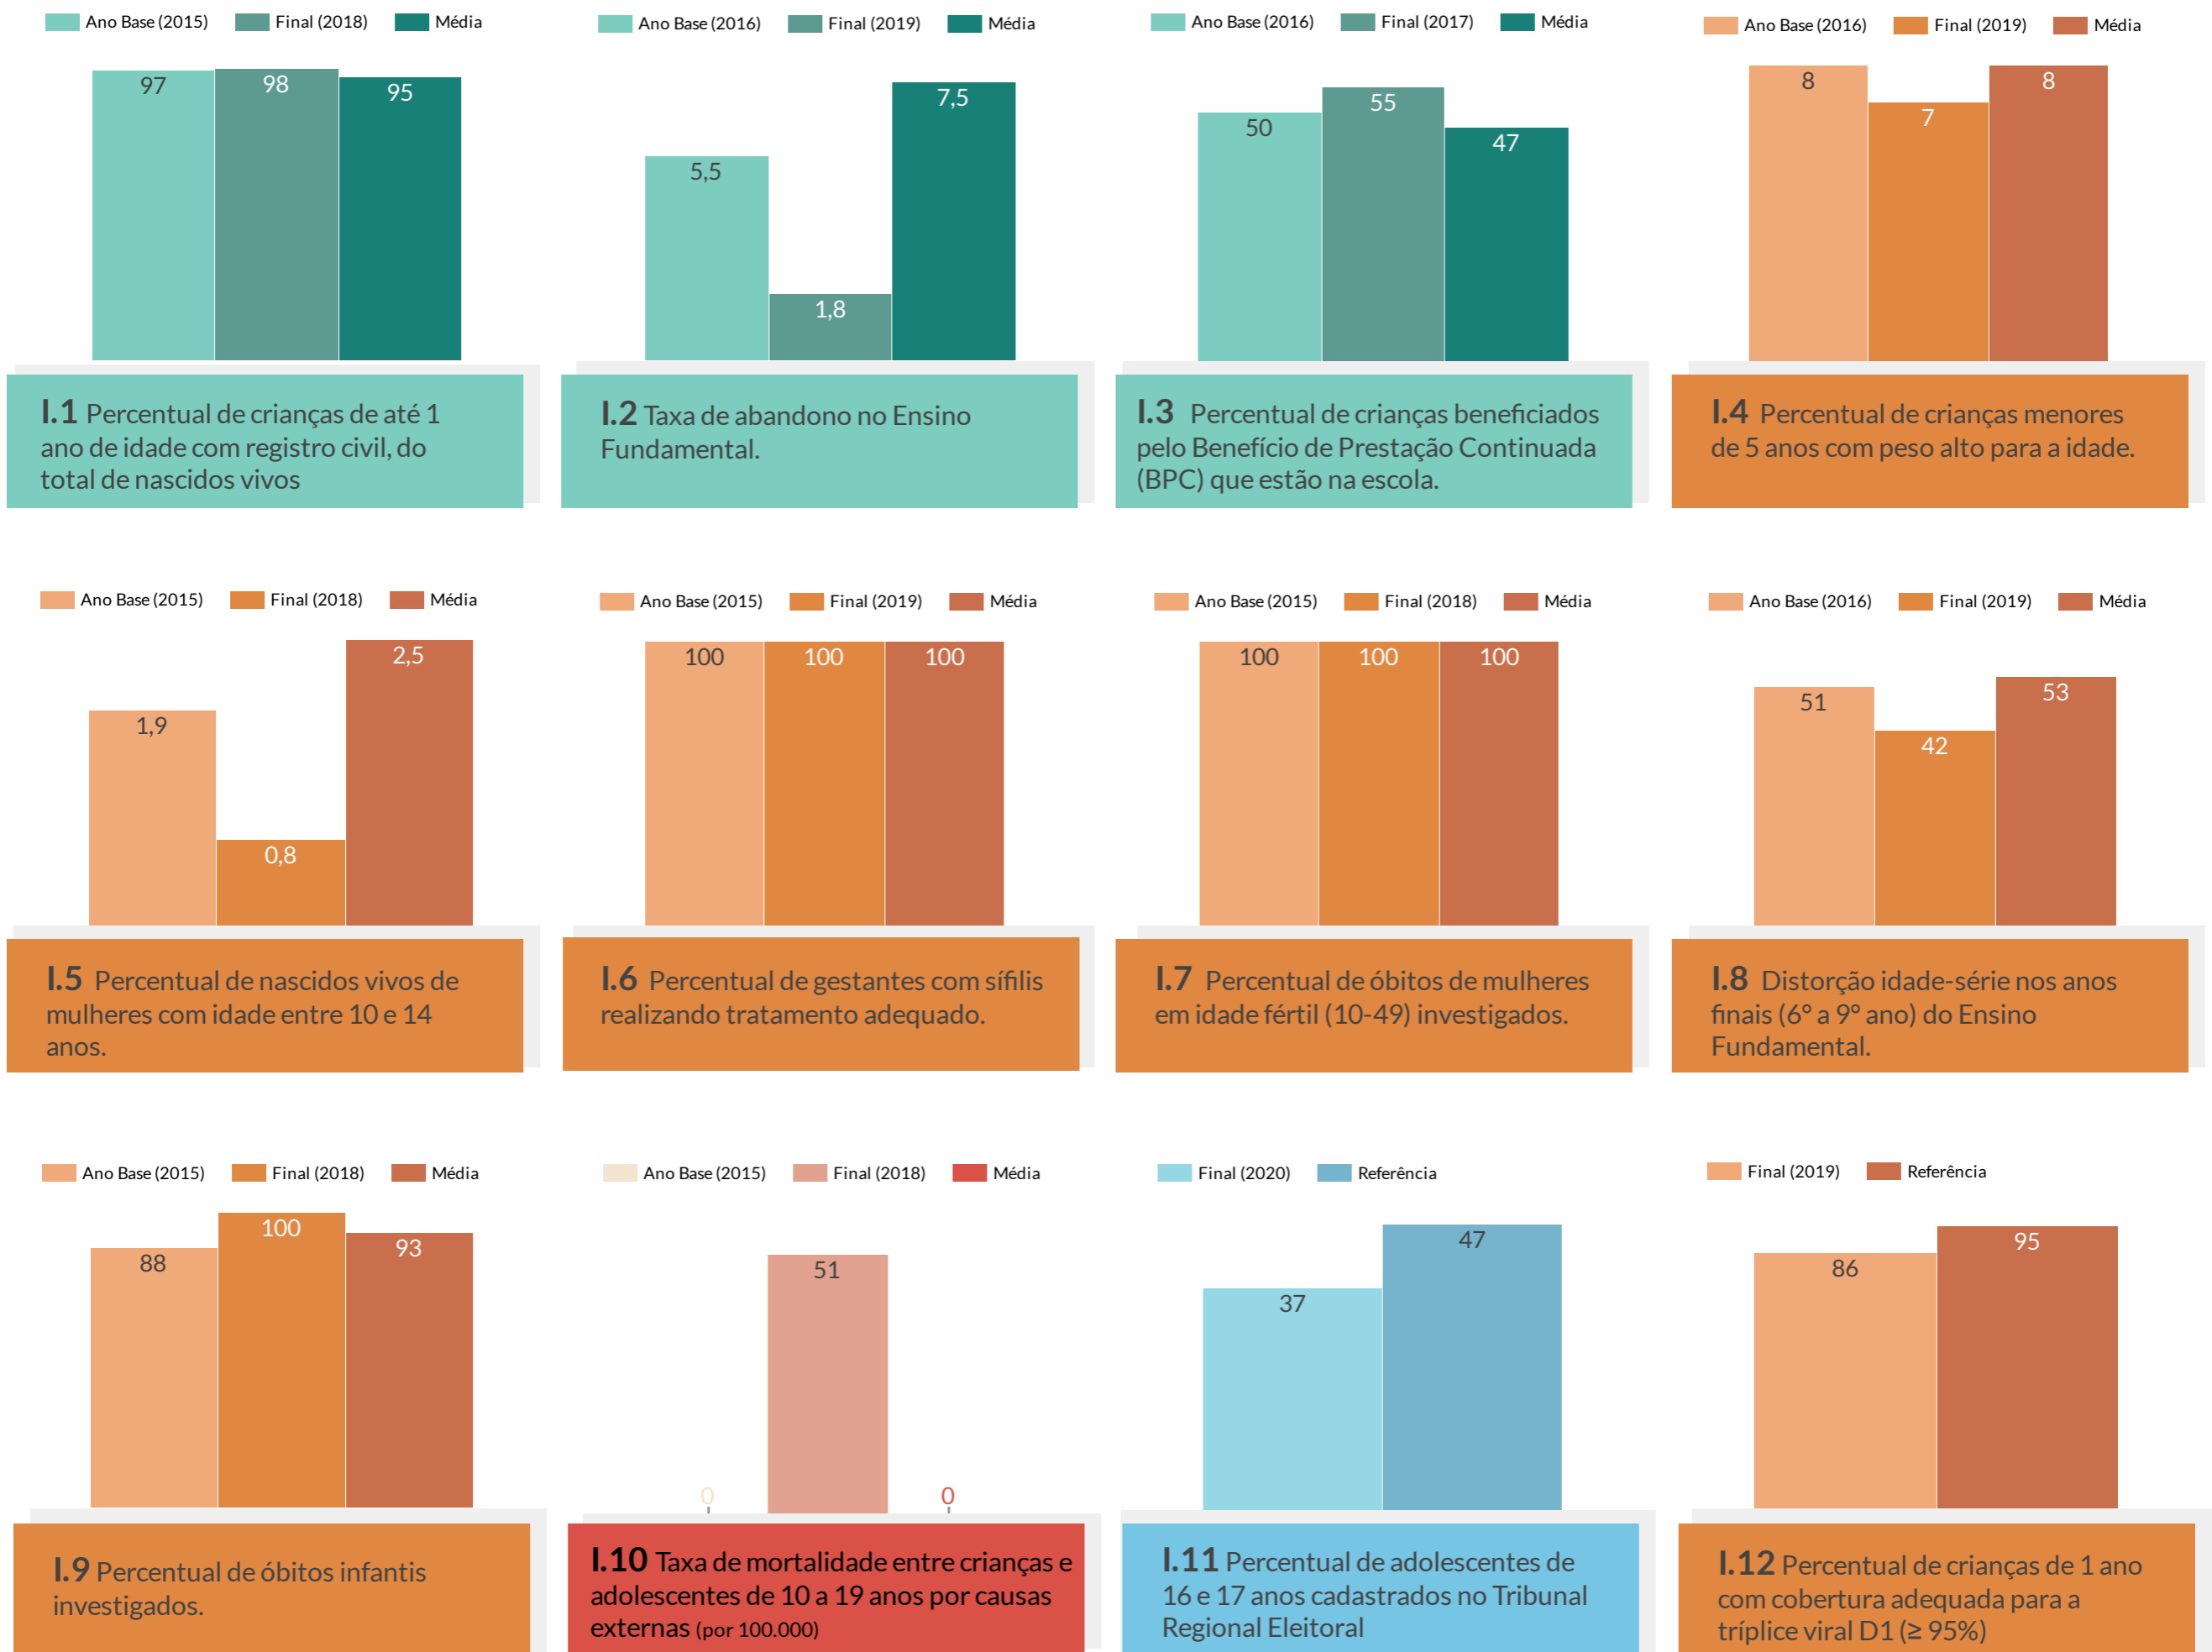 Ano Base (2015) Final (2018) Média
97 98 95
I.1 Percentual de crianças de até 1
ano de idade com registro civil, do
total de nascidos vivos
Ano Base (2016) Final (2019) Média
5,5 1,8 7,5
I.2 Taxa de abandono no Ensino
Fundamental.
Ano Base (2016) Final (2017) Média
50 55 47
I.3 Percentual de crianças beneficiados
pelo Benefício de Prestação Continuada
(BPC) que estão na escola.
Ano Base (2016) Final (2019) Média
8 7 8
I.4 Percentual de crianças menores
de 5 anos com peso alto para a idade.
Ano Base (2015) Final (2018) Média
1,9 0,8 2,5
I.5 Percentual de nascidos vivos de
mulheres com idade entre 10 e 14
anos.
Ano Base (2015) Final (2019) Média
100 100 100
I.6 Percentual de gestantes com sífilis
realizando tratamento adequado.
Ano Base (2015) Final (2018) Média
100 100 100
I.7 Percentual de óbitos de mulheres
em idade fértil (10-49) investigados.
Ano Base (2016) Final (2019) Média
51 42 53
I.8 Distorção idade-série nos anos
finais (6º a 9º ano) do Ensino
Fundamental.
Ano Base (2015) Final (2018) Média
88 100 93
I.9 Percentual de óbitos infantis
investigados.
Ano Base (2015) Final (2018) Média
0 51 0
I.10 Taxa de mortalidade entre crianças e
adolescentes de 10 a 19 anos por causas
externas (por 100.000)
Final (2020) Referência
37 47
I.11 Percentual de adolescentes de
16 e 17 anos cadastrados no Tribunal
Regional Eleitoral
Final (2019) Referência
86 95
I.12 Percentual de crianças de 1 ano
com cobertura adequada para a
tríplice viral D1 (≥ 95%)